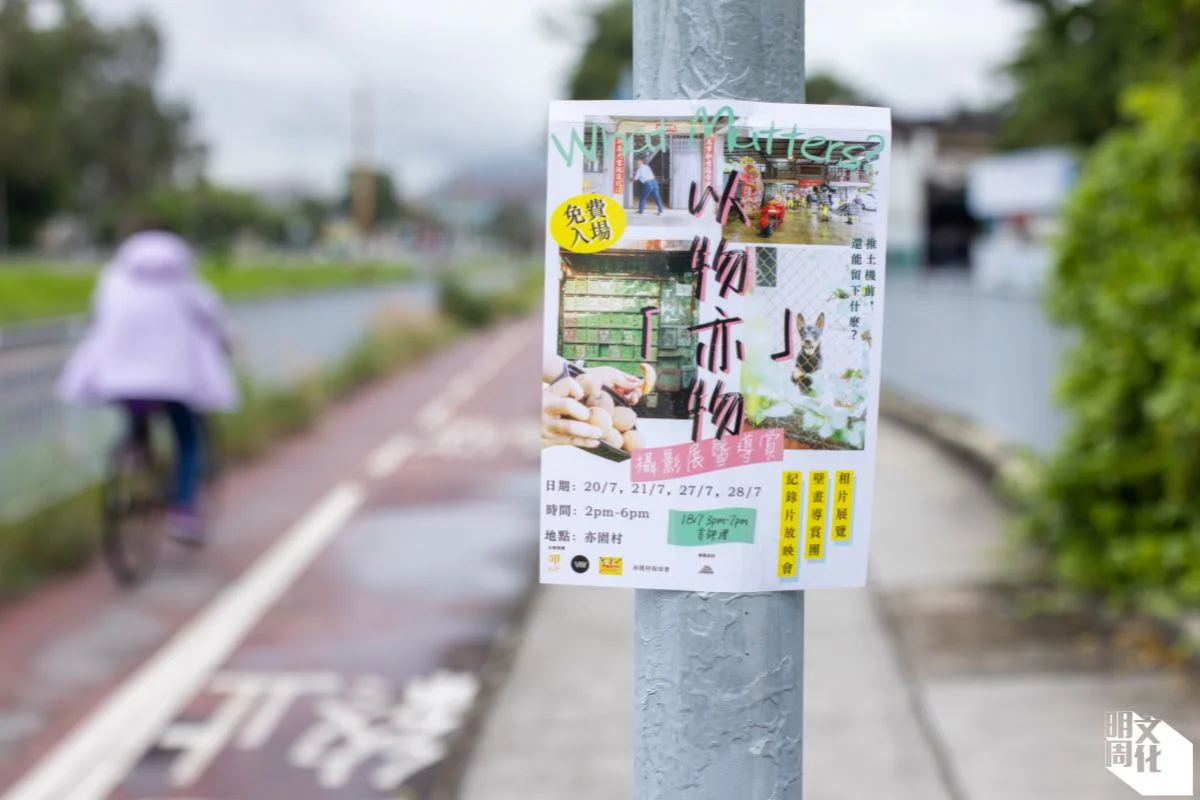 What Matters?
免費
入場
以物「亦物」
推土機前，
還能留下什麼？
攝影展暨導賞
日期：20/7，21/7，27/7，28/7
時間：2pm-6pm
地點：亦園村
18/7 3pm-7pm
相片展覽
壁畫導賞團
紀錄片放映會
明周
文化